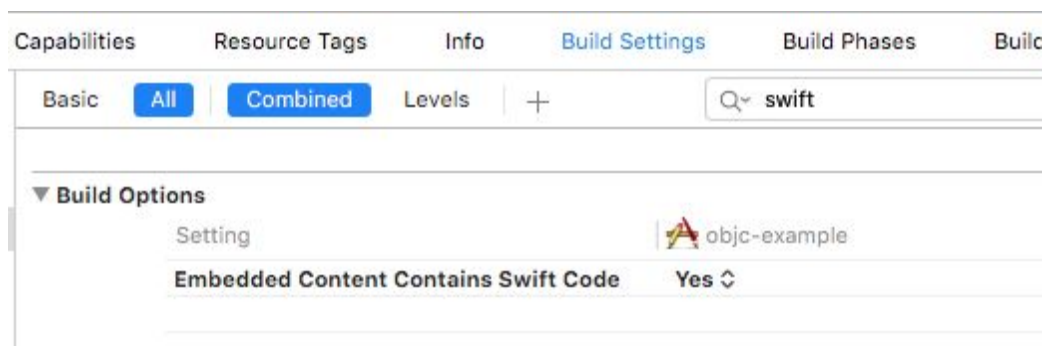 Capabilities Resource Tags Info Build Settings Build Phases Build
Basic All Combined Levels + swift
Build Options
Setting objc-example
Embedded Content Contains Swift Code Yes